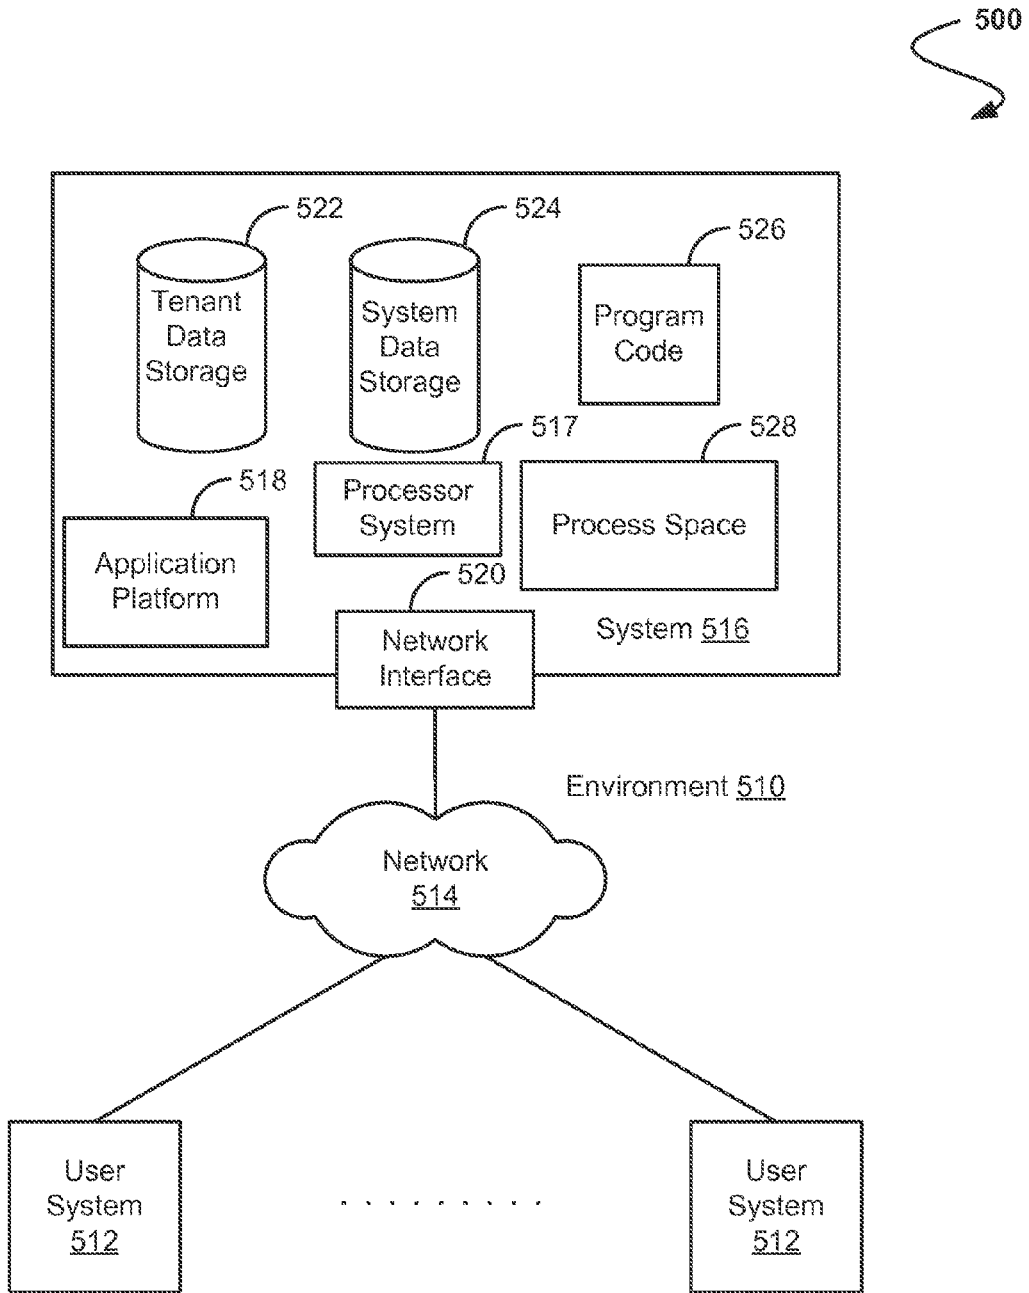 500
522
524
526
Tenant
Data
Storage
System
Data
Storage
Program
Code
517
528
518
Processor
System
Process Space
Application
Platform
520
System 516
Network
Interface
Environment 510
Network
514
User
System
512
. . . . . . . . .
User
System
512